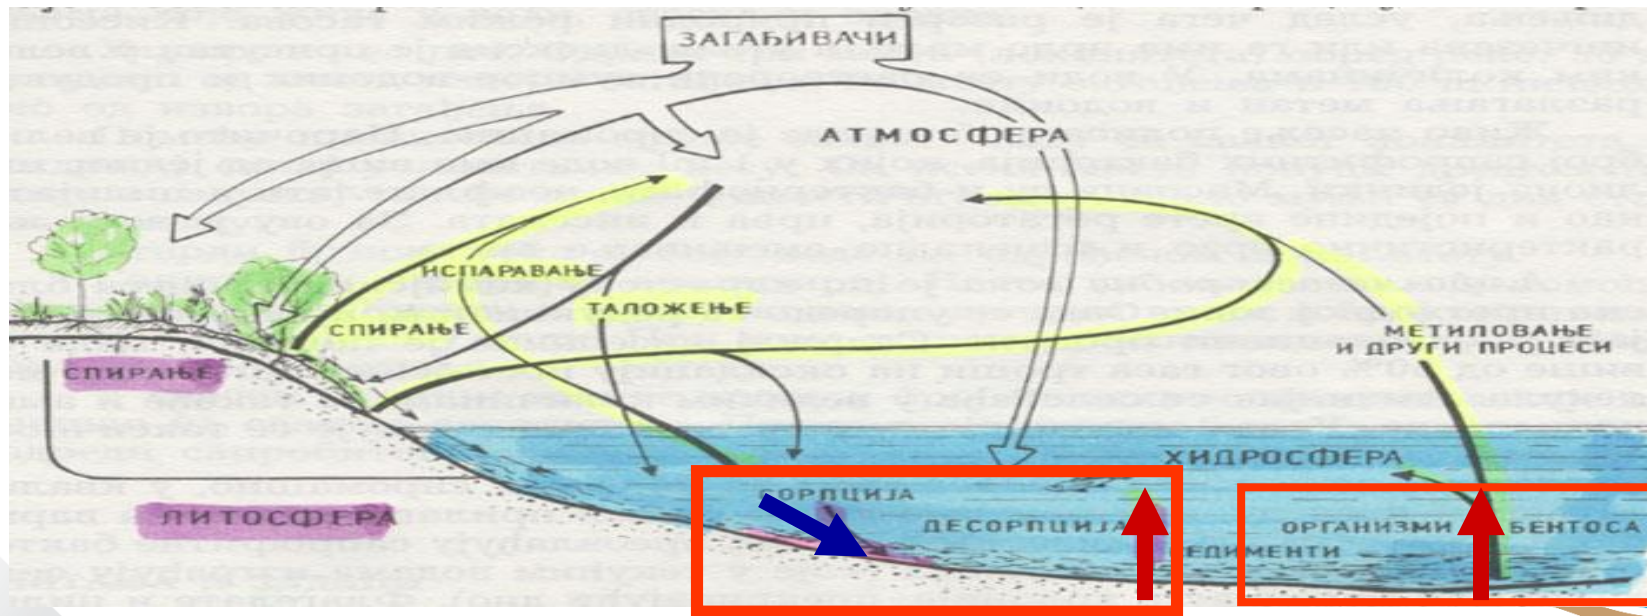 ЗАГАЂИВАЧИ
АТМОСФЕРА
ИСПАРАВАЊЕ
ТАЛОЖЕЊЕ
СПИРАЊЕ
МЕТИЛОВАЊЕ
И ДРУГИ ПРОЦЕСИ
СПИРАЊЕ
ХИДРОСФЕРА
СОРПЦИЈА
ЛИТОСФЕРА
ДЕСОРПЦИЈА
ОРГАНИЗМИ БЕНТОСА
СЕДИМЕНТИ